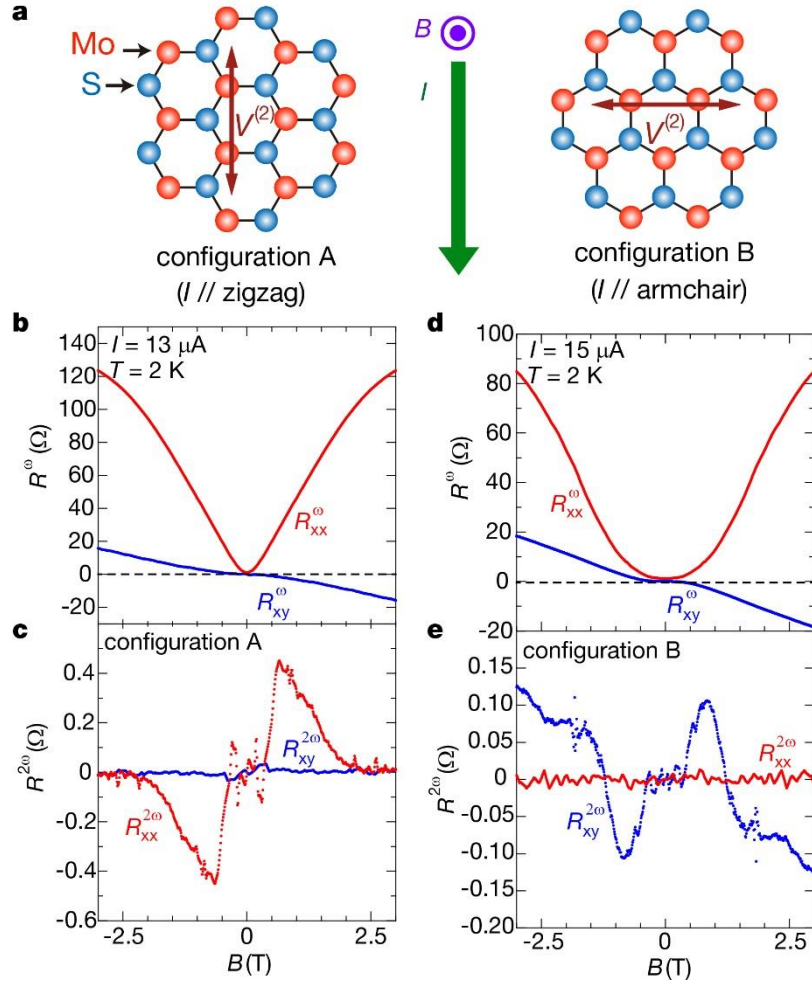 a
Mo
S
V(2)
configuration A
(I // zigzag)
B
I
V(2)
configuration B
(I // armchair)
b
I = 13 μA
T = 2 K
140
120
100
80
60
40
20
0
-20
Rω (Ω)
Rωxx
Rωxy
c
configuration A
0.4
0.2
0
-0.2
-0.4
-0.6
R2ω (Ω)
R2ωxy
R2ωxx
-2.5
0
2.5
B (T)
d
I = 15 μA
T = 2 K
100
80
60
40
20
0
-20
Rω (Ω)
Rωxx
Rωxy
e
configuration B
0.15
0.10
0.05
0
-0.05
-0.10
-0.15
-0.20
R2ω (Ω)
R2ωxx
R2ωxy
-2.5
0
2.5
B (T)